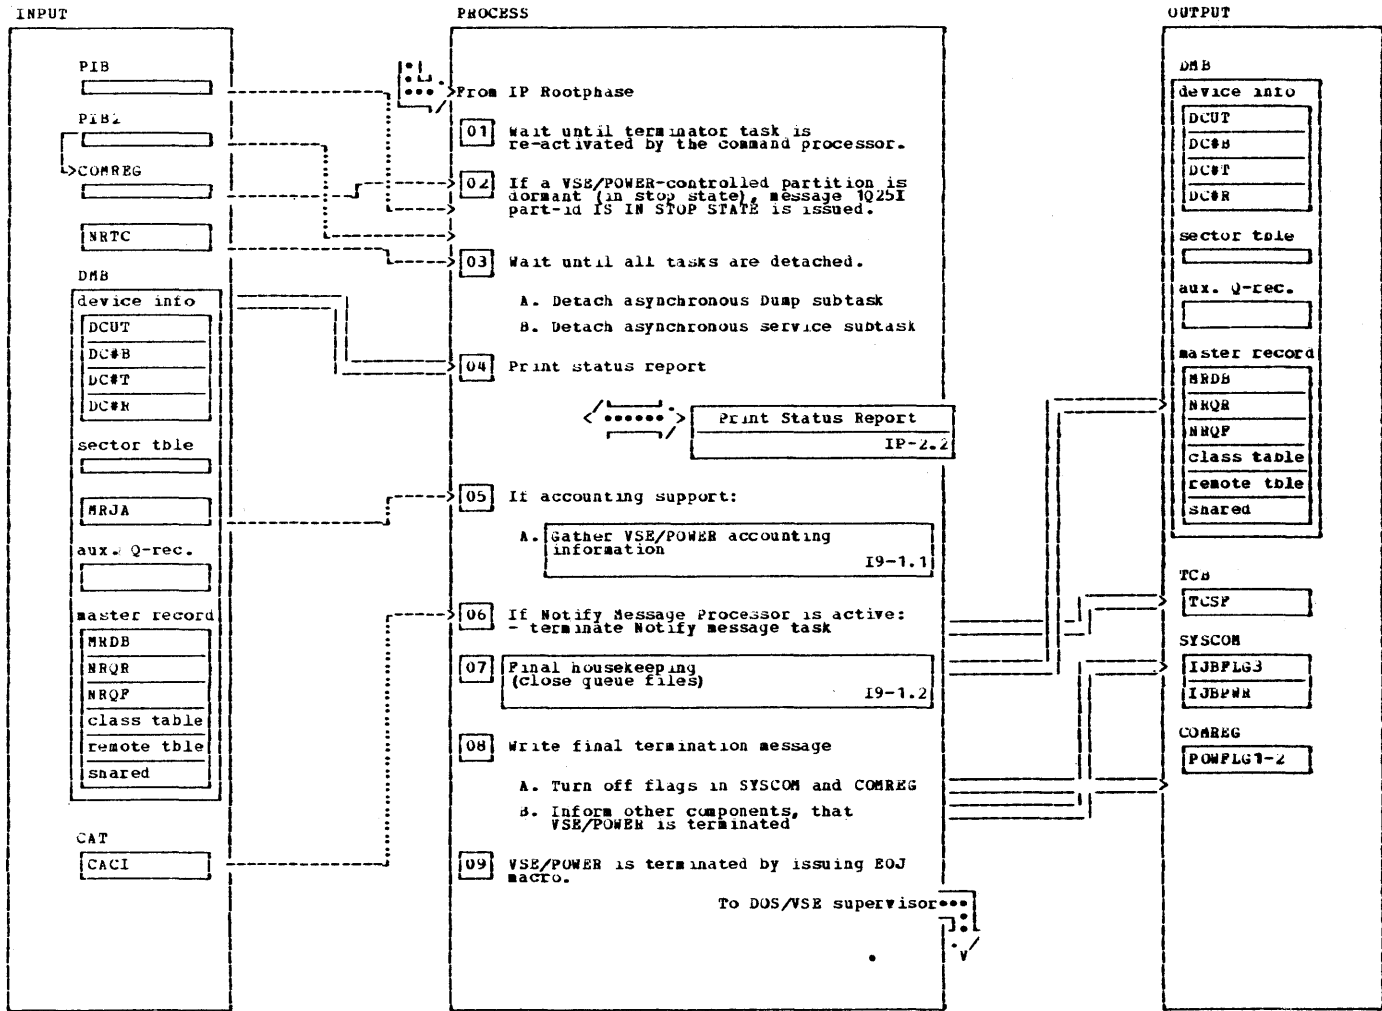 INPUT
PIB
PIB2
COMREG
NRTC
DMB
device info
DCUT
DC#B
DC#T
DC#R
sector tble
MRJA
aux. Q-rec.
master record
MRDB
NRQR
NRQF
class table
remote tble
shared
CAT
CACI
PROCESS
From IP Rootphase
01 Wait until terminator task is
re-activated by the command processor.
02 If a VSE/POWER-controlled partition is
dormant (in stop state), message 1Q25I
part-id IS IN STOP STATE is issued.
03 Wait until all tasks are detached.
A. Detach asynchronous Dump subtask
B. Detach asynchronous service subtask
04 Print status report
Print Status Report
IP-2.2
05 If accounting support:
A. Gather VSE/POWER accounting
information
I9-1.1
06 If Notify Message Processor is active:
- terminate Notify message task
07 Final housekeeping
(close queue files)
I9-1.2
08 Write final termination message
A. Turn off flags in SYSCOM and COMREG
B. Inform other components, that
VSE/POWER is terminated
09 VSE/POWER is terminated by issuing EOJ
macro.
To DOS/VSE supervisor
OUTPUT
DMB
device info
DCUT
DC#B
DC#T
DC#R
sector tble
aux. Q-rec.
master record
MRDB
NRQR
NRQF
class table
remote tble
shared
TCB
TCSF
SYSCOM
IJBFLG3
IJBPWR
COMREG
POWFLG1-2